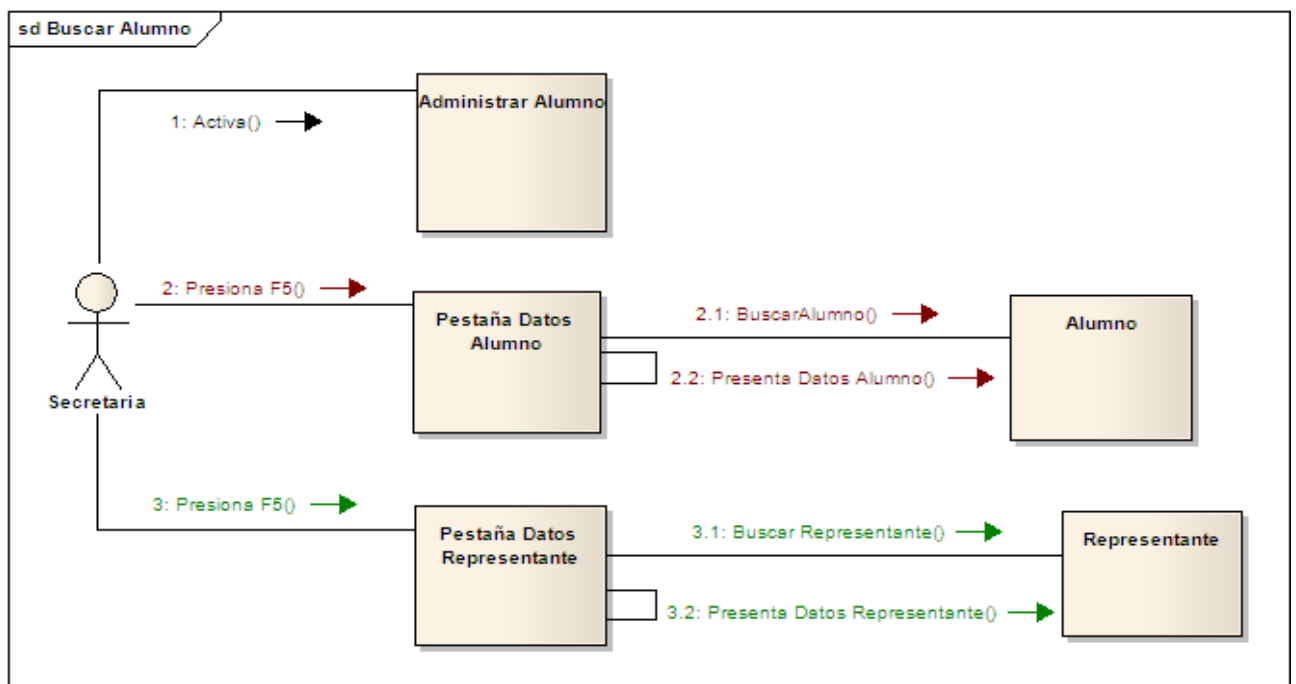 sd Buscar Alumno
Administrar Alumno
1: Activa()
2: Presiona F5()
Pestaña Datos
Alumno
2.1: BuscarAlumno()
Alumno
2.2: Presenta Datos Alumno()
Secretaria
3: Presiona F5()
Pestaña Datos
Representante
3.1: Buscar Representante()
Representante
3.2: Presenta Datos Representante()